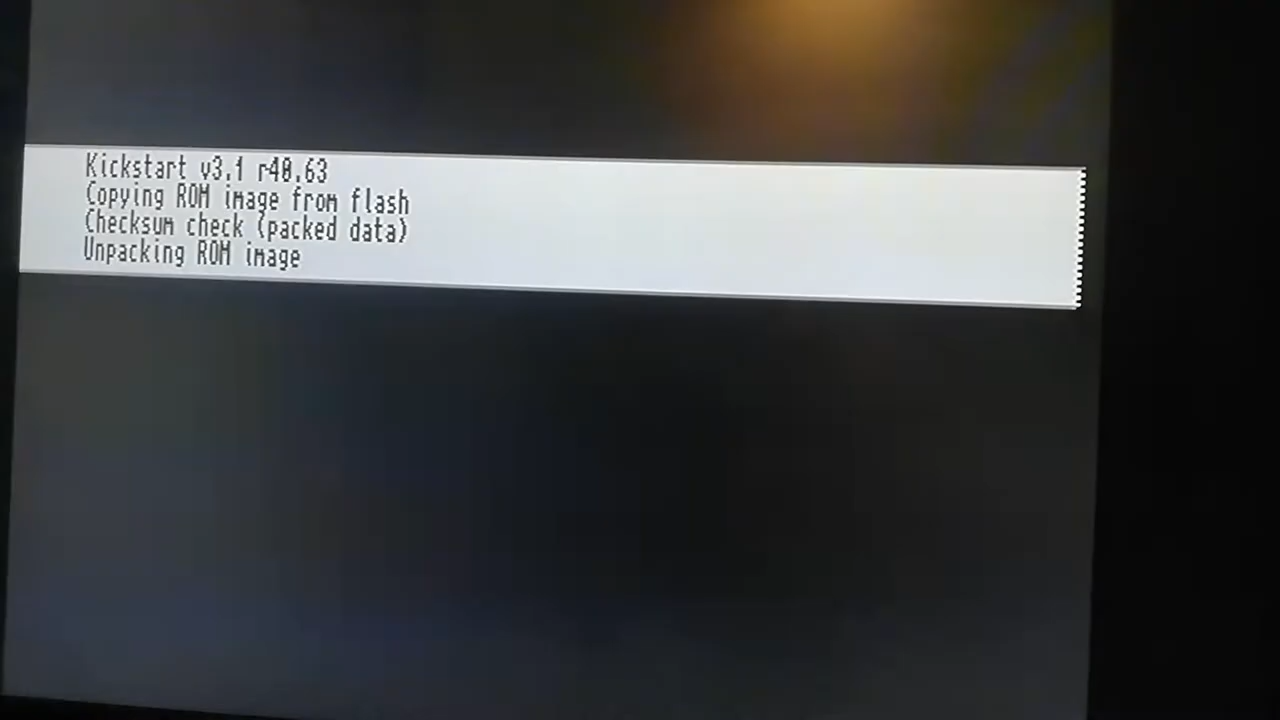 Kickstart v3.1 r40.63
Copying ROM image from flash
Checksum check (packed data)
Unpacking ROM image